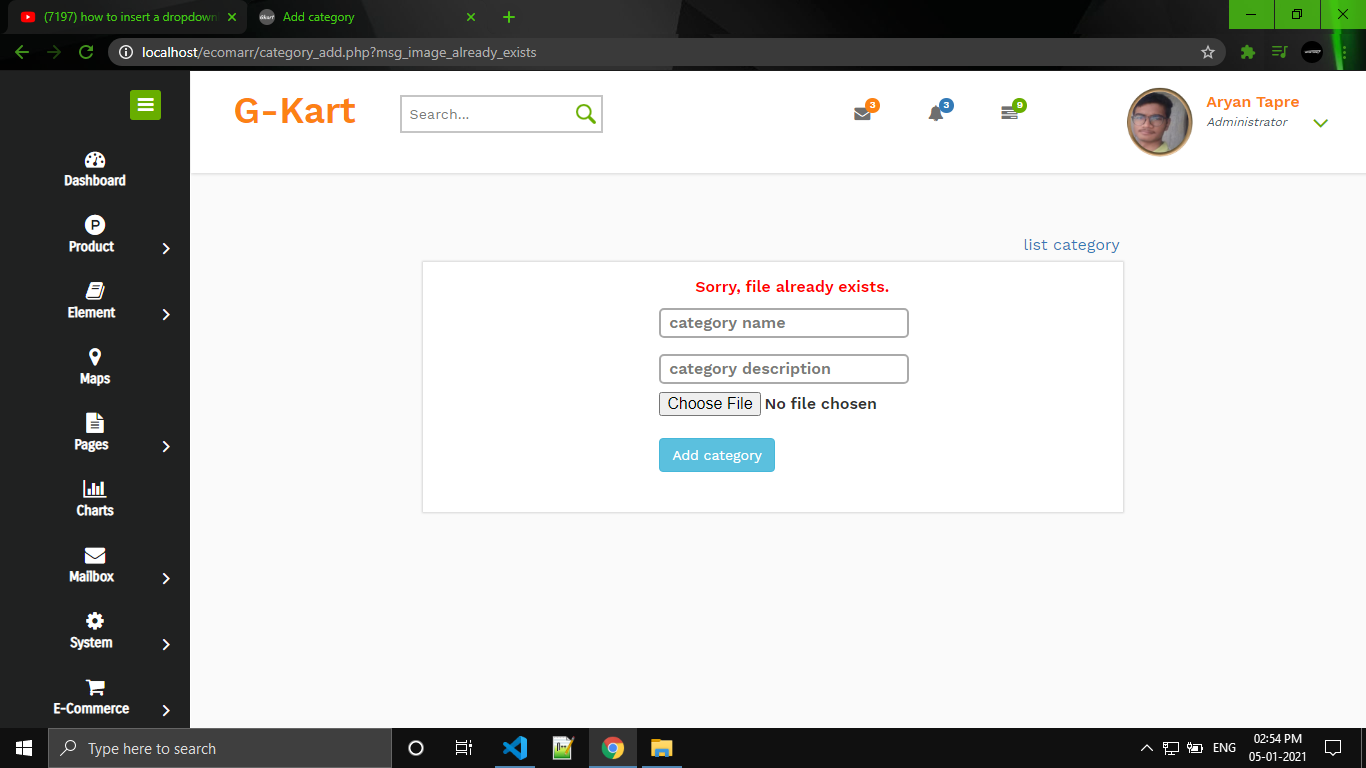 (7197) how to insert a dropdown
Gkart
Add category
localhost/ecomarr/category_add.php?msg_image_already_exists
G-Kart
Search...
3
3
9
Aryan Tapre
Administrator
Dashboard
P
Product
Element
Maps
Pages
Charts
Mailbox
System
E-Commerce
list category
Sorry, file already exists.
category name
category description
Choose File No file chosen
Add category
Type here to search
ENG
02:54 PM
05-01-2021